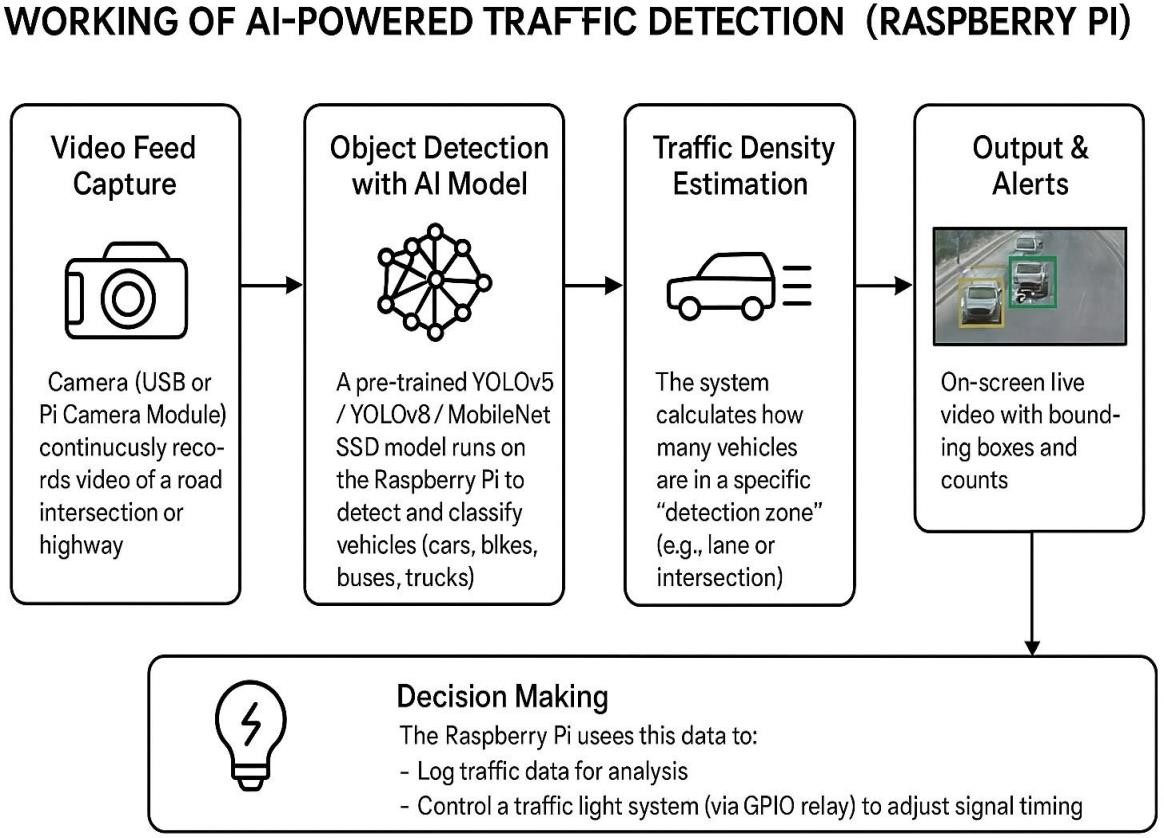 WORKING OF AI-POWERED TRAFFIC DETECTION (RASPBERRY PI)
Video Feed
Capture
Camera (USB or
Pi Camera Module)
continucusly reco-
rds video of a road
intersection or
highway
Object Detection
with AI Model
A pre-trained YOLOv5
/ YOLOv8 / MobileNet
SSD model runs on
the Raspberry Pi to
detect and classify
vehicles (cars, blkes,
buses, trucks)
Traffic Density
Estimation
The system
calculates how
many vehicles
are in a specific
“detection zone”
(e.g., lane or
intersection)
Output &
Alerts
On-screen live
video with bound-
ing boxes and
counts
Decision Making
The Raspberry Pi usees this data to:
- Log traffic data for analysis
- Control a traffic light system (via GPIO relay) to adjust signal timing